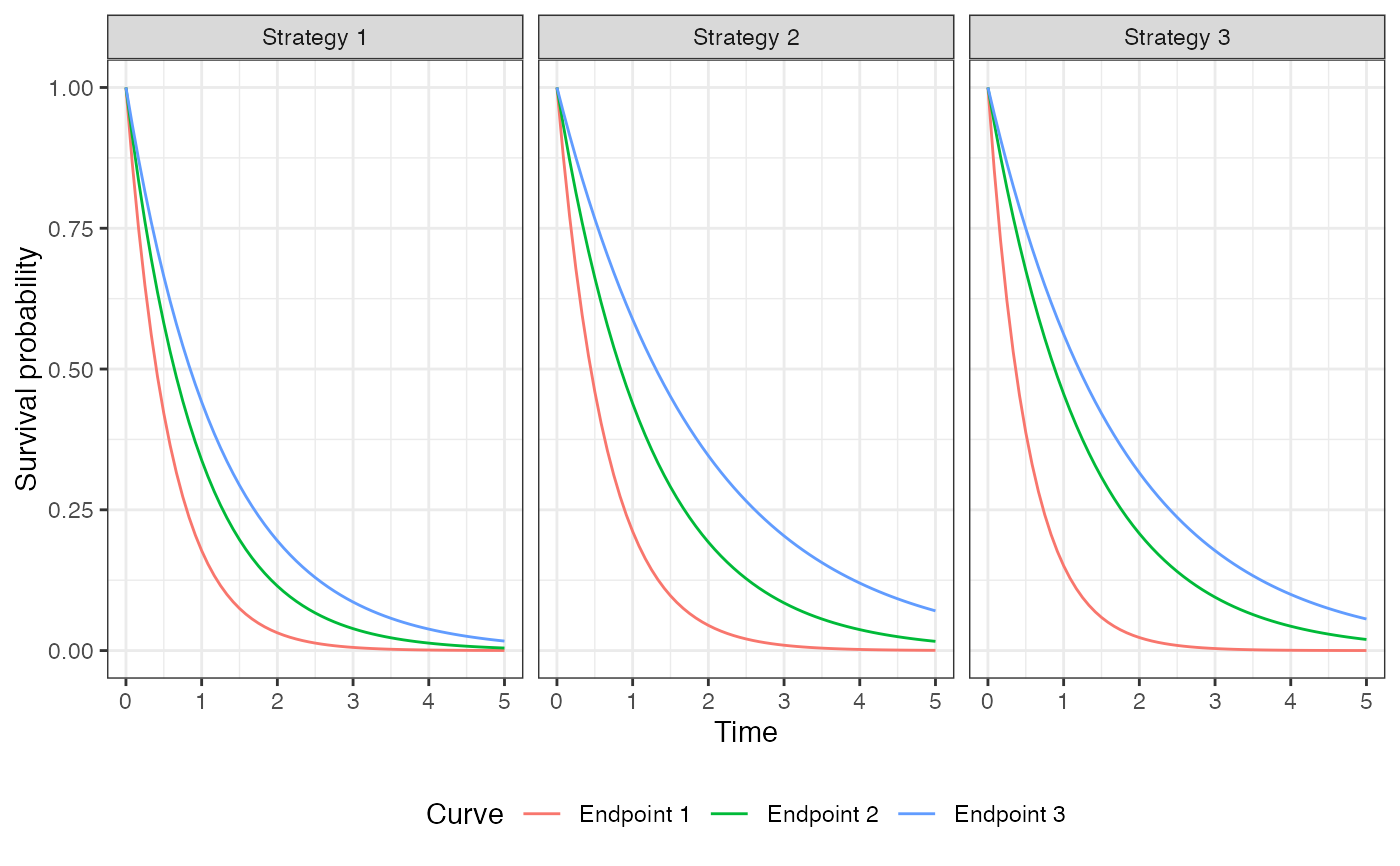 Strategy 1 Strategy 2 Strategy 3
Survival probability
1.00
0.75
0.50
0.25
0.00
0 1 2 3 4 5 0 1 2 3 4 5 0 1 2 3 4 5
Time
Curve Endpoint 1 Endpoint 2 Endpoint 3